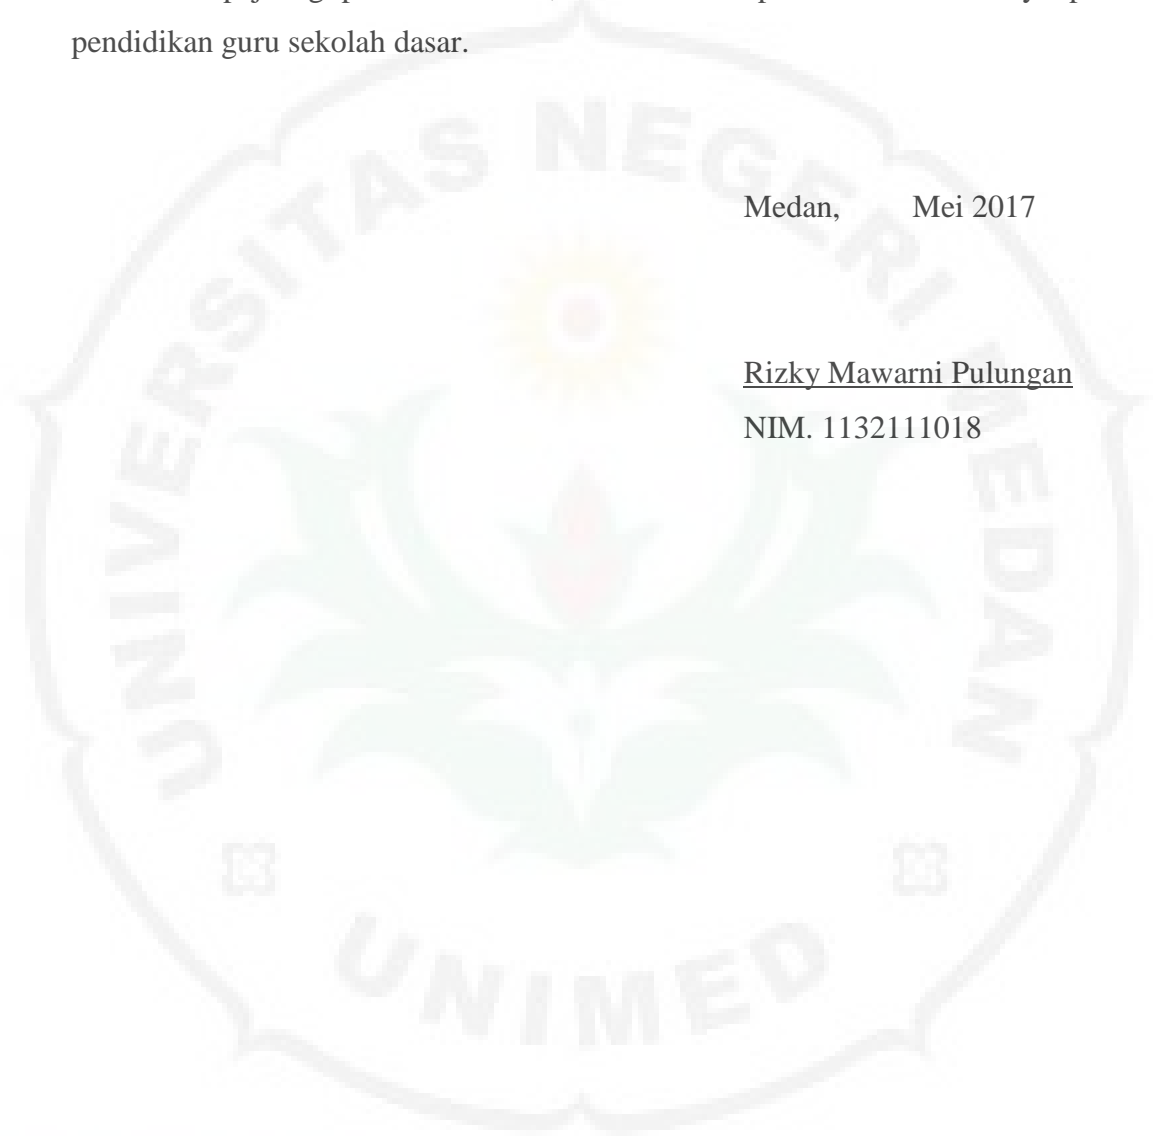 pendidikan guru sekolah dasar.
UNIVERSITAS NEGERI MEDAN
Medan, Mei 2017
Rizky Mawarni Pulungan
NIM. 1132111018
UNIMED